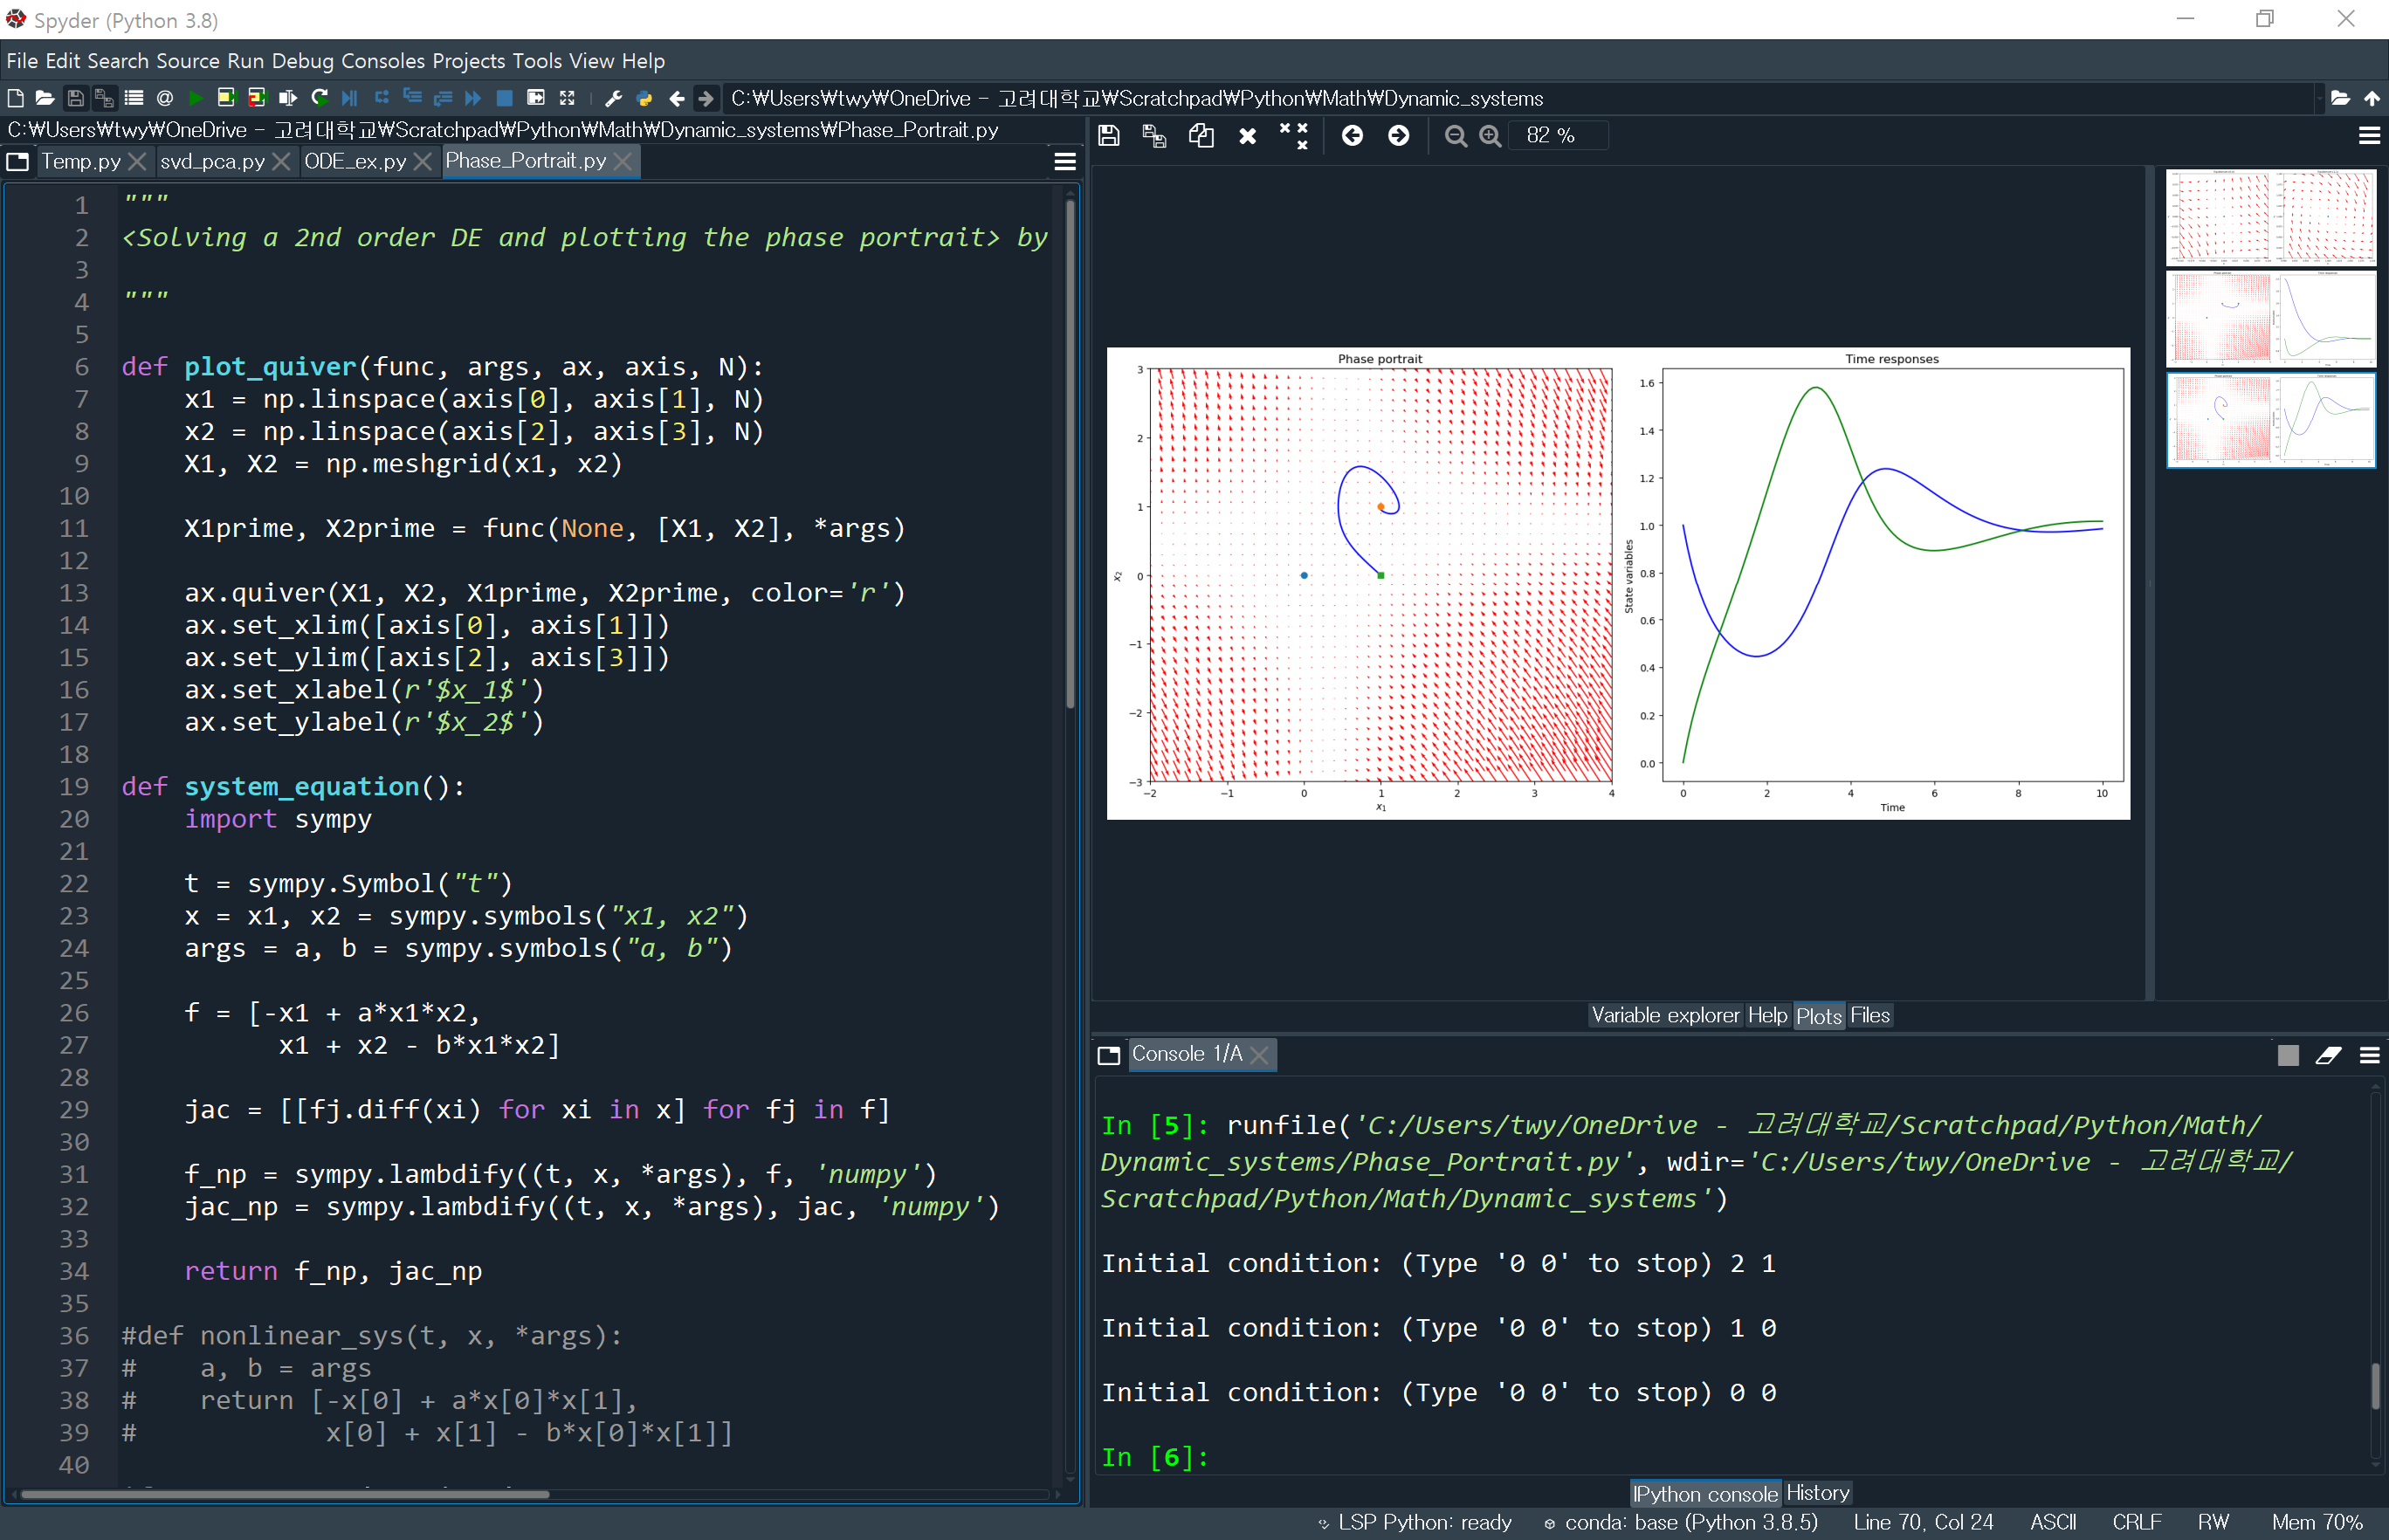 Spyder (Python 3.8)
File Edit Search Source Run Debug Consoles Projects Tools View Help
C:₩Users₩twy₩OneDrive - 고려대학교₩Scratchpad₩Python₩Math₩Dynamic_systems
C:₩Users₩twy₩OneDrive - 고려대학교₩Scratchpad₩Python₩Math₩Dynamic_systems₩Phase_Portrait.py
Temp.py svd_pca.py ODE_ex.py Phase_Portrait.py
1 """
2 <Solving a 2nd order DE and plotting the phase portrait> by
3
4 """
5
6 def plot_quiver(func, args, ax, axis, N):
7     x1 = np.linspace(axis[0], axis[1], N)
8     x2 = np.linspace(axis[2], axis[3], N)
9     X1, X2 = np.meshgrid(x1, x2)
10
11     X1prime, X2prime = func(None, [X1, X2], *args)
12
13     ax.quiver(X1, X2, X1prime, X2prime, color='r')
14     ax.set_xlim([axis[0], axis[1]])
15     ax.set_ylim([axis[2], axis[3]])
16     ax.set_xlabel(r'$x_1$')
17     ax.set_ylabel(r'$x_2$')
18
19 def system_equation():
20     import sympy
21
22     t = sympy.Symbol("t")
23     x = x1, x2 = sympy.symbols("x1, x2")
24     args = a, b = sympy.symbols("a, b")
25
26     f = [-x1 + a*x1*x2,
27           x1 + x2 - b*x1*x2]
28
29     jac = [[fj.diff(xi) for xi in x] for fj in f]
30
31     f_np = sympy.lambdify((t, x, *args), f, 'numpy')
32     jac_np = sympy.lambdify((t, x, *args), jac, 'numpy')
33
34     return f_np, jac_np
35
36 #def nonlinear_sys(t, x, *args):
37 #    a, b = args
38 #    return [-x[0] + a*x[0]*x[1],
39 #            x[0] + x[1] - b*x[0]*x[1]]
40
82 %
Phase portrait
3
2
1
0
−1
−2
−3
x₂
−2 −1 0 1 2 3 4
x₁
Time responses
1.6
1.4
1.2
1.0
0.8
0.6
0.4
0.2
0.0
State variables
0 2 4 6 8 10
Time
Variable explorer Help Plots Files
Console 1/A
In [5]: runfile('C:/Users/twy/OneDrive - 고려대학교/Scratchpad/Python/Math/
Dynamic_systems/Phase_Portrait.py', wdir='C:/Users/twy/OneDrive - 고려대학교/
Scratchpad/Python/Math/Dynamic_systems')
Initial condition: (Type '0 0' to stop) 2 1
Initial condition: (Type '0 0' to stop) 1 0
Initial condition: (Type '0 0' to stop) 0 0
In [6]:
IPython console History
LSP Python: ready conda: base (Python 3.8.5) Line 70, Col 24 ASCII CRLF RW Mem 70%